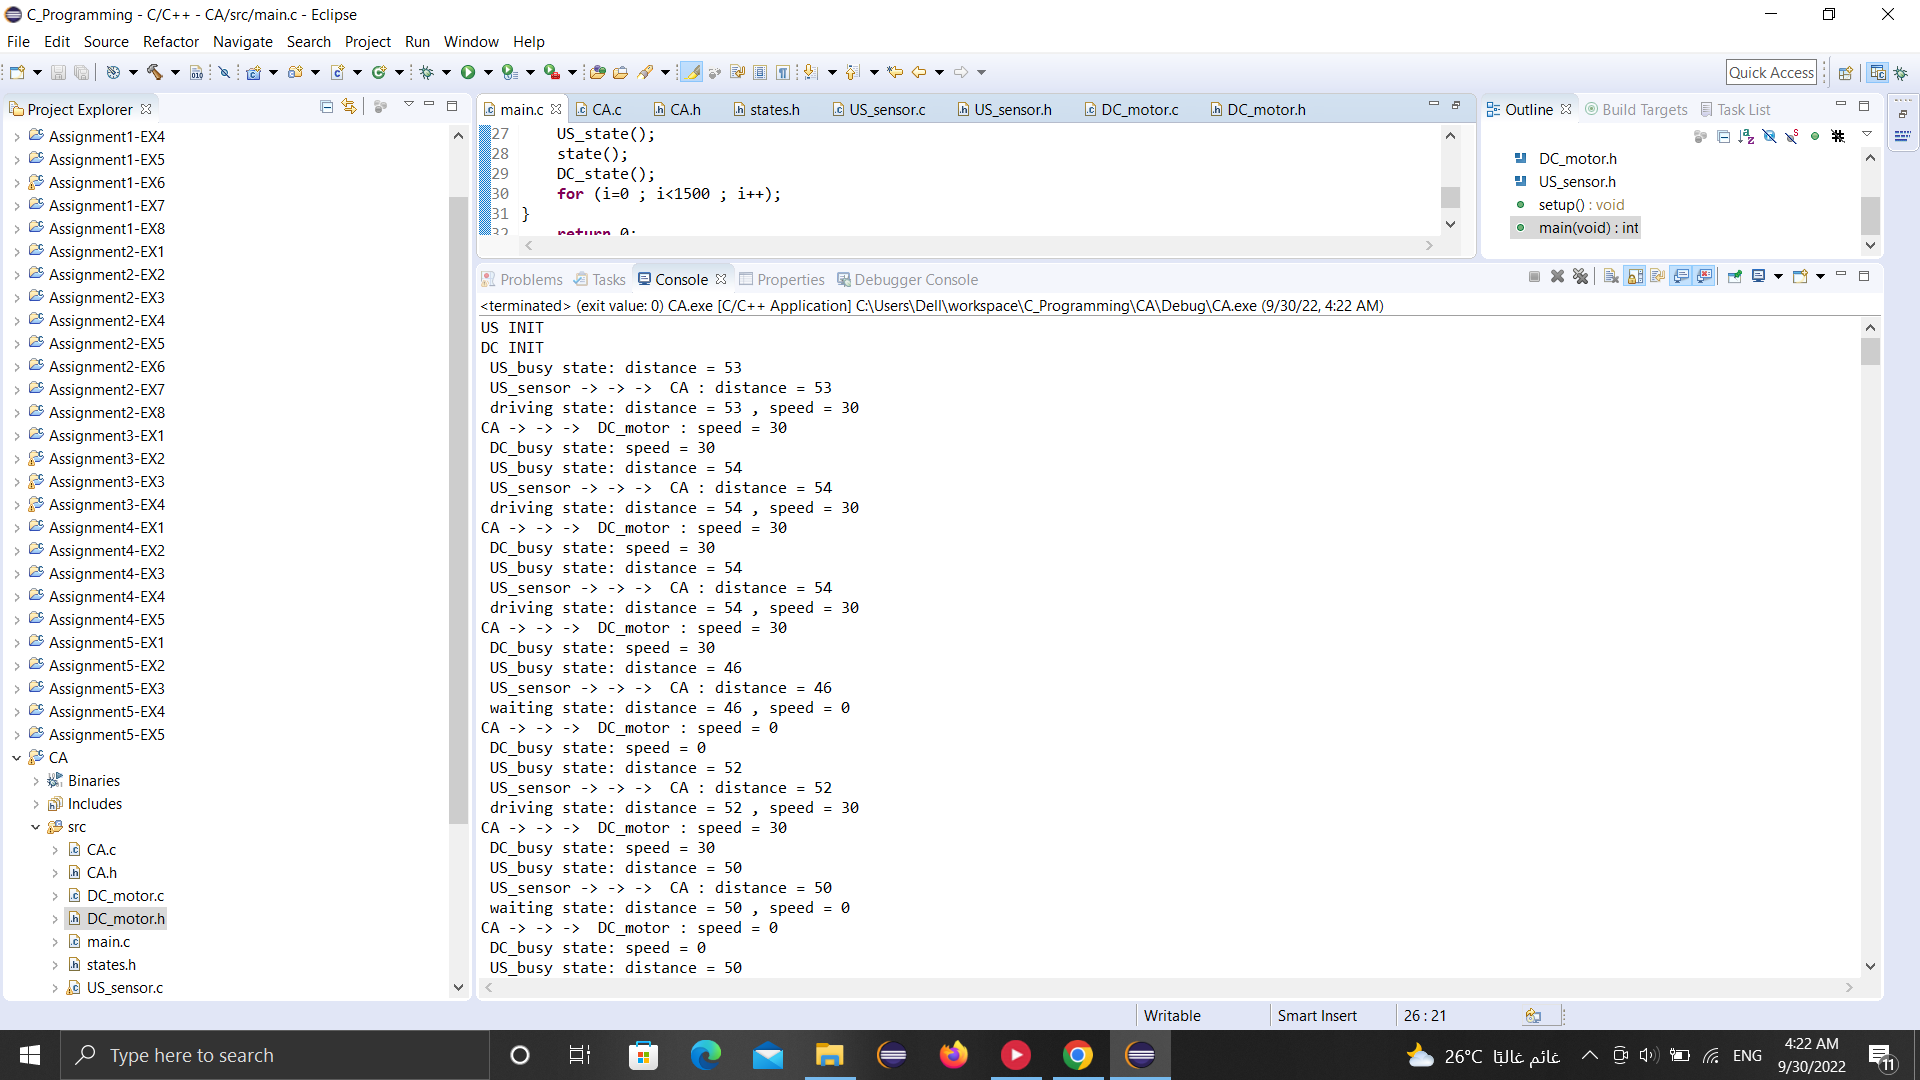 C_Programming - C/C++ - CA/src/main.c - Eclipse
File Edit Source Refactor Navigate Search Project Run Window Help
Quick Access
Project Explorer
Assignment1-EX4
Assignment1-EX5
Assignment1-EX6
Assignment1-EX7
Assignment1-EX8
Assignment2-EX1
Assignment2-EX2
Assignment2-EX3
Assignment2-EX4
Assignment2-EX5
Assignment2-EX6
Assignment2-EX7
Assignment2-EX8
Assignment3-EX1
Assignment3-EX2
Assignment3-EX3
Assignment3-EX4
Assignment4-EX1
Assignment4-EX2
Assignment4-EX3
Assignment4-EX4
Assignment4-EX5
Assignment5-EX1
Assignment5-EX2
Assignment5-EX3
Assignment5-EX4
Assignment5-EX5
CA
Binaries
Includes
src
CA.c
CA.h
DC_motor.c
DC_motor.h
main.c
states.h
US_sensor.c
main.c CA.c CA.h states.h US_sensor.c US_sensor.h DC_motor.c DC_motor.h
27 US_state();
28 state();
29 DC_state();
30 for (i=0 ; i<1500 ; i++);
31 }
32 return 0;
Outline Build Targets Task List
DC_motor.h
US_sensor.h
setup() : void
main(void) : int
Problems Tasks Console Properties Debugger Console
<terminated> (exit value: 0) CA.exe [C/C++ Application] C:\Users\Dell\workspace\C_Programming\CA\Debug\CA.exe (9/30/22, 4:22 AM)
US INIT
DC INIT
US_busy state: distance = 53
US_sensor -> -> -> CA : distance = 53
driving state: distance = 53 , speed = 30
CA -> -> -> DC_motor : speed = 30
DC_busy state: speed = 30
US_busy state: distance = 54
US_sensor -> -> -> CA : distance = 54
driving state: distance = 54 , speed = 30
CA -> -> -> DC_motor : speed = 30
DC_busy state: speed = 30
US_busy state: distance = 54
US_sensor -> -> -> CA : distance = 54
driving state: distance = 54 , speed = 30
CA -> -> -> DC_motor : speed = 30
DC_busy state: speed = 30
US_busy state: distance = 46
US_sensor -> -> -> CA : distance = 46
waiting state: distance = 46 , speed = 0
CA -> -> -> DC_motor : speed = 0
DC_busy state: speed = 0
US_busy state: distance = 52
US_sensor -> -> -> CA : distance = 52
driving state: distance = 52 , speed = 30
CA -> -> -> DC_motor : speed = 30
DC_busy state: speed = 30
US_busy state: distance = 50
US_sensor -> -> -> CA : distance = 50
waiting state: distance = 50 , speed = 0
CA -> -> -> DC_motor : speed = 0
DC_busy state: speed = 0
US_busy state: distance = 50
Writable Smart Insert 26 : 21
Type here to search
26°C غائم غالبًا
ENG
4:22 AM
9/30/2022
11